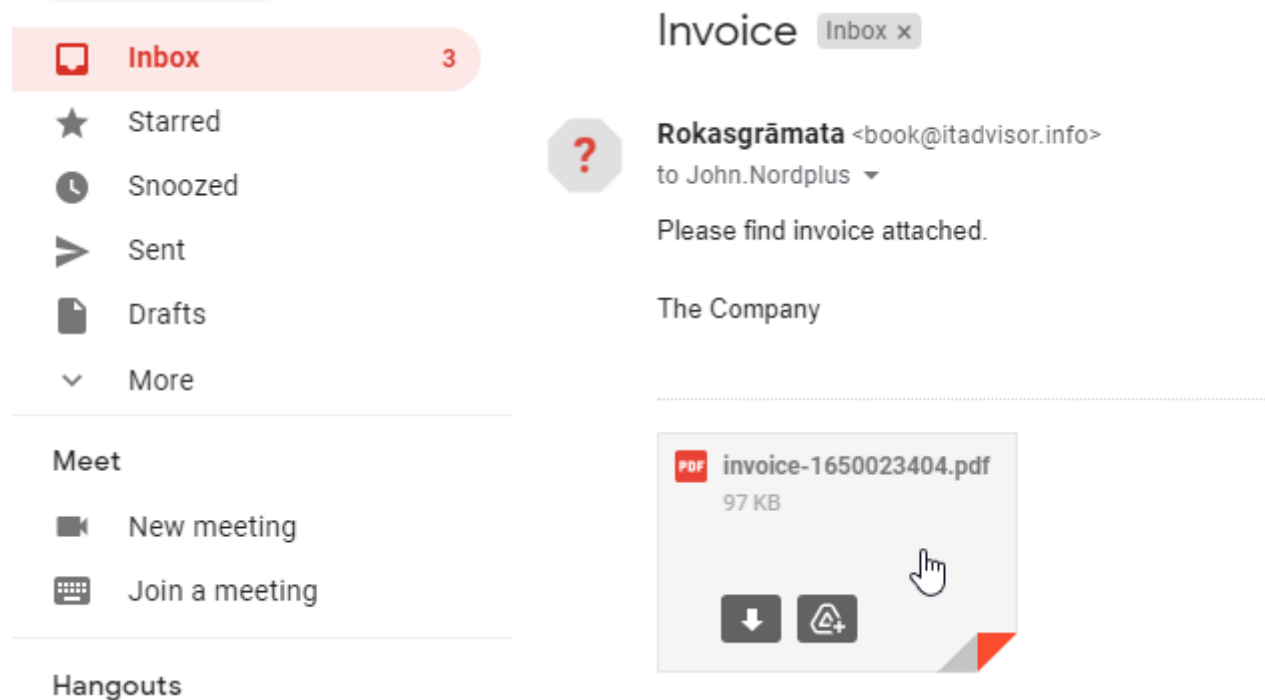 Inbox 3
Starred
Snoozed
Sent
Drafts
More
Meet
New meeting
Join a meeting
Hangouts
Invoice Inbox ×
?
Rokasgrāmata <book@itadvisor.info>
to John.Nordplus
Please find invoice attached.
The Company
PDF invoice-1650023404.pdf
97 KB